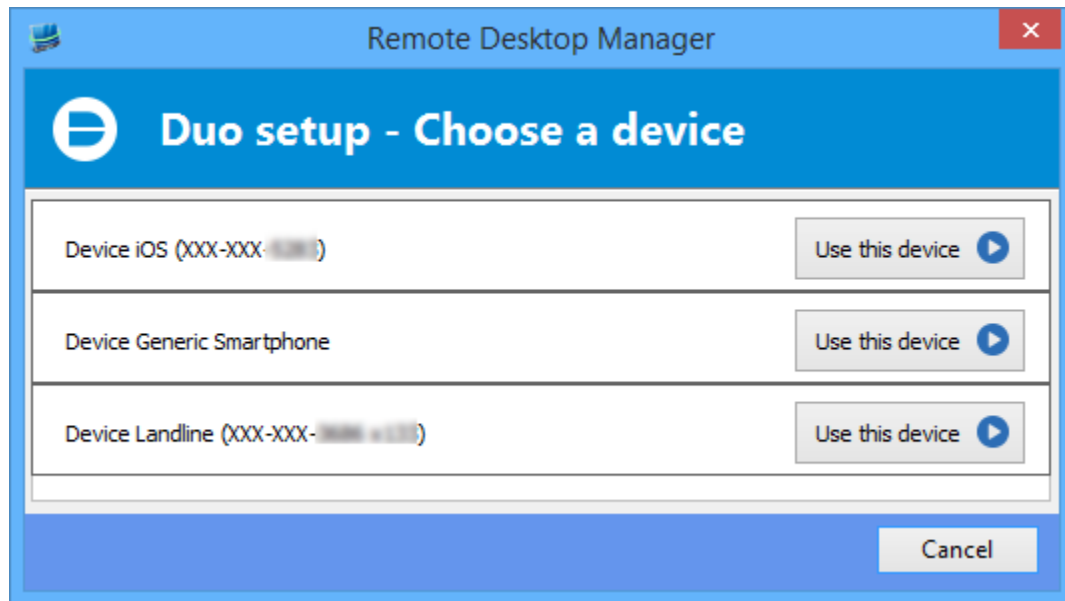 Remote Desktop Manager
Duo setup - Choose a device
Device iOS (XXX-XXX- )
Use this device
Device Generic Smartphone
Use this device
Device Landline (XXX-XXX- )
Use this device
Cancel